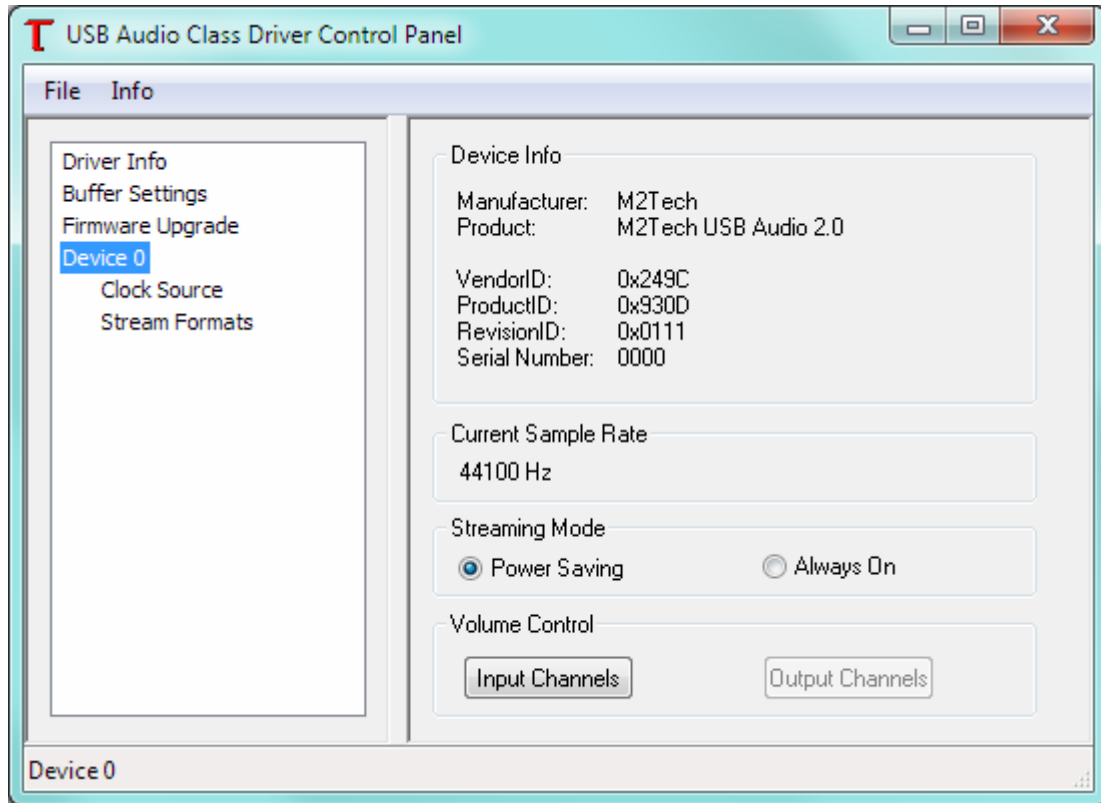 USB Audio Class Driver Control Panel
File Info
Driver Info
Buffer Settings
Firmware Upgrade
Device 0
Clock Source
Stream Formats
Device Info
Manufacturer: M2Tech
Product: M2Tech USB Audio 2.0
VendorID: 0x249C
ProductID: 0x930D
RevisionID: 0x0111
Serial Number: 0000
Current Sample Rate
44100 Hz
Streaming Mode
Power Saving Always On
Volume Control
Input Channels Output Channels
Device 0